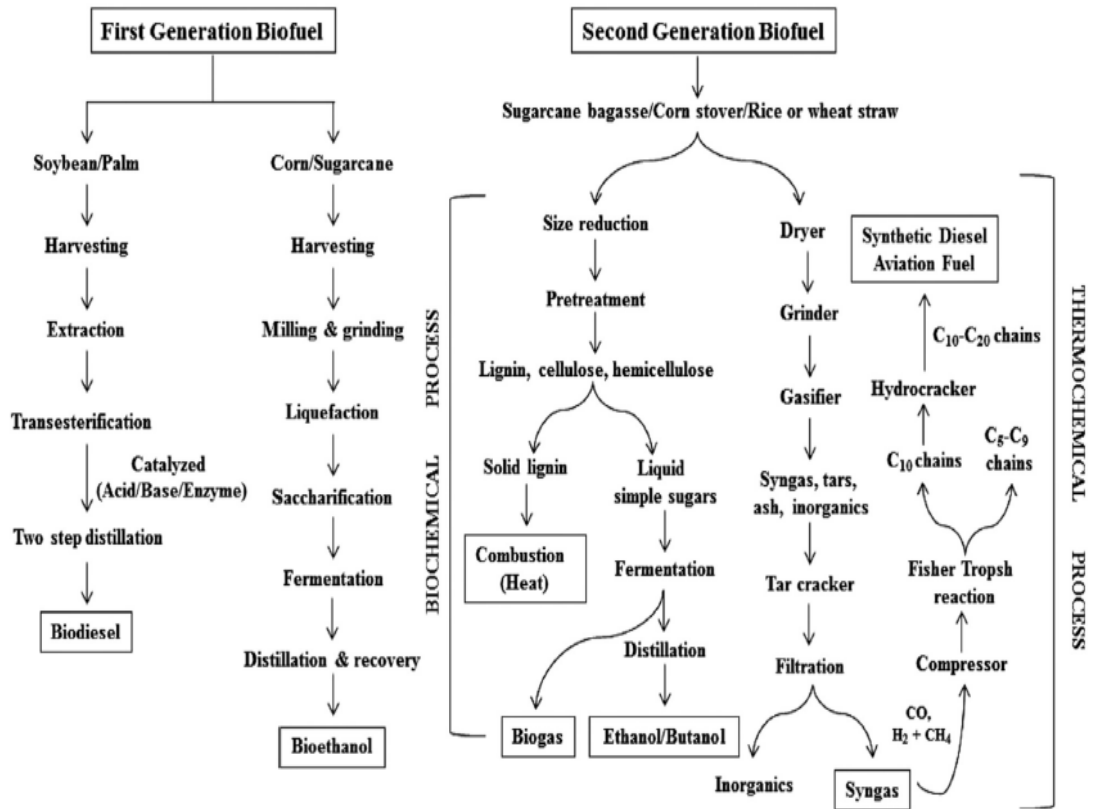 First Generation Biofuel
Soybean/Palm
Harvesting
Extraction
Transesterification
Catalyzed
(Acid/Base/Enzyme)
Two step distillation
Biodiesel
Corn/Sugarcane
Harvesting
Milling & grinding
Liquefaction
Saccharification
Fermentation
Distillation & recovery
Bioethanol
Second Generation Biofuel
Sugarcane bagasse/Corn stover/Rice or wheat straw
BIOCHEMICAL PROCESS
Size reduction
Pretreatment
Lignin, cellulose, hemicellulose
Solid lignin
Combustion
(Heat)
Liquid
simple sugars
Fermentation
Distillation
Biogas
Ethanol/Butanol
Dryer
Grinder
Gasifier
Syngas, tars,
ash, inorganics
Tar cracker
Filtration
Inorganics
Syngas
CO,
H₂ + CH₄
Compressor
Fisher Tropsh
reaction
C₁₀ chains
C₅-C₉
chains
Hydrocracker
C₁₀-C₂₀ chains
Synthetic Diesel
Aviation Fuel
THERMOCHEMICAL PROCESS